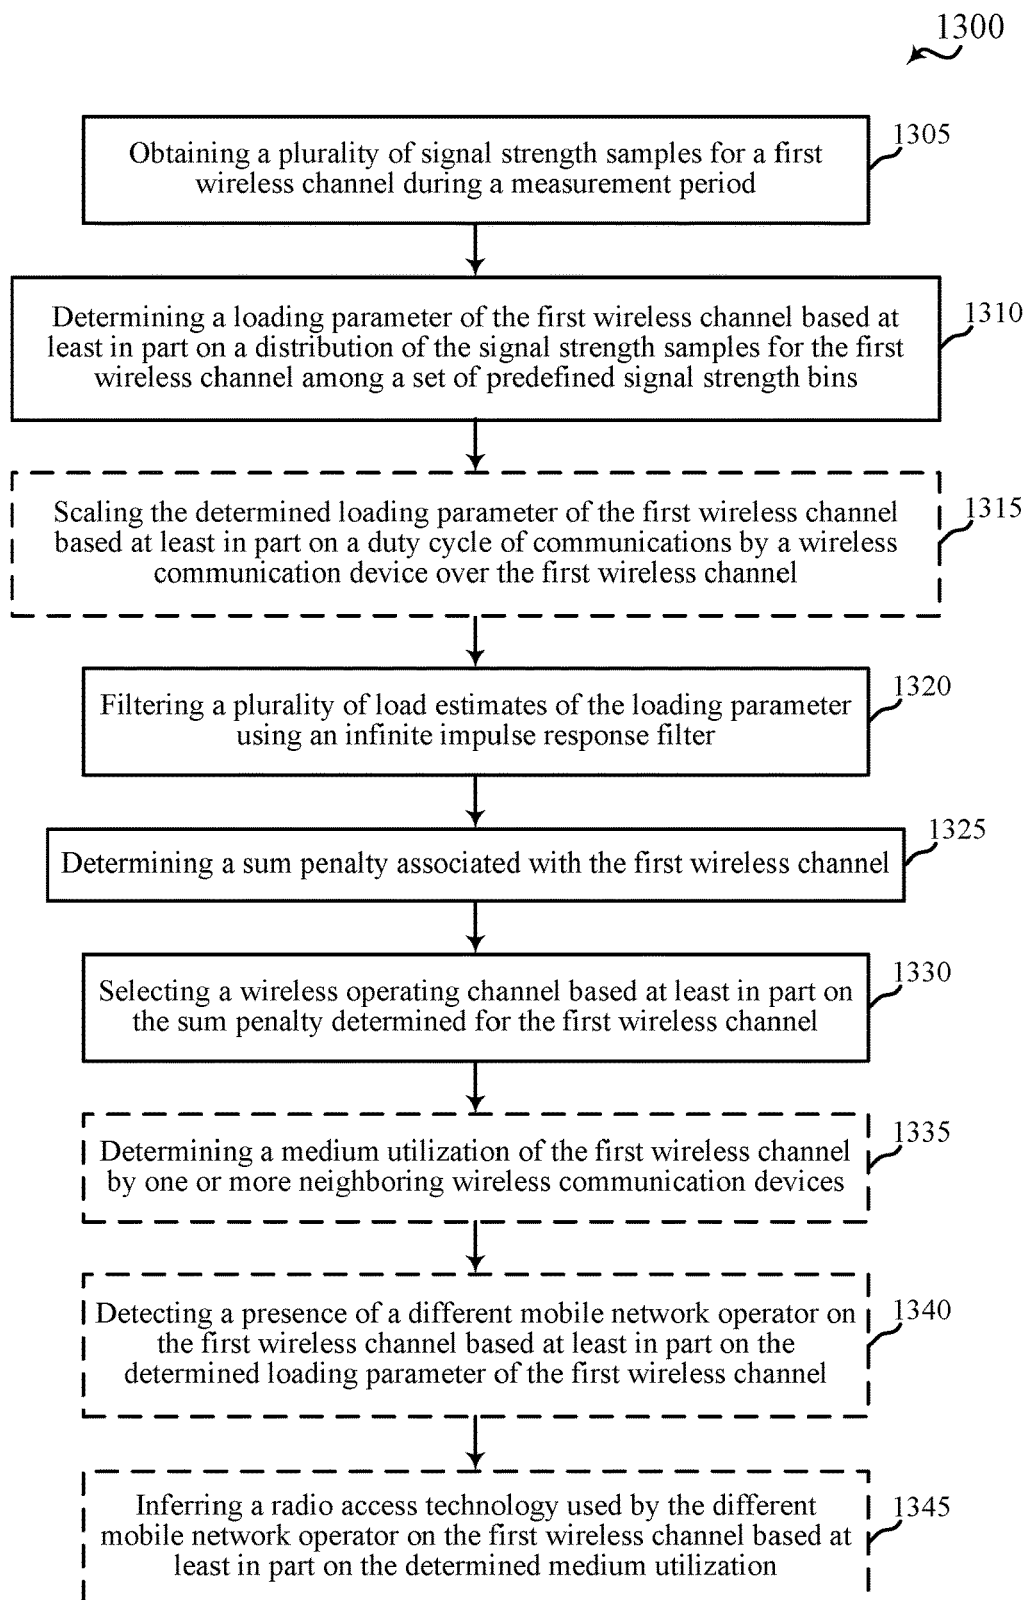 1300
Obtaining a plurality of signal strength samples for a first
wireless channel during a measurement period
1305
Determining a loading parameter of the first wireless channel based at
least in part on a distribution of the signal strength samples for the first
wireless channel among a set of predefined signal strength bins
1310
Scaling the determined loading parameter of the first wireless channel
based at least in part on a duty cycle of communications by a wireless
communication device over the first wireless channel
1315
Filtering a plurality of load estimates of the loading parameter
using an infinite impulse response filter
1320
Determining a sum penalty associated with the first wireless channel
1325
Selecting a wireless operating channel based at least in part on
the sum penalty determined for the first wireless channel
1330
Determining a medium utilization of the first wireless channel
by one or more neighboring wireless communication devices
1335
Detecting a presence of a different mobile network operator on
the first wireless channel based at least in part on the
determined loading parameter of the first wireless channel
1340
Inferring a radio access technology used by the different
mobile network operator on the first wireless channel based at
least in part on the determined medium utilization
1345